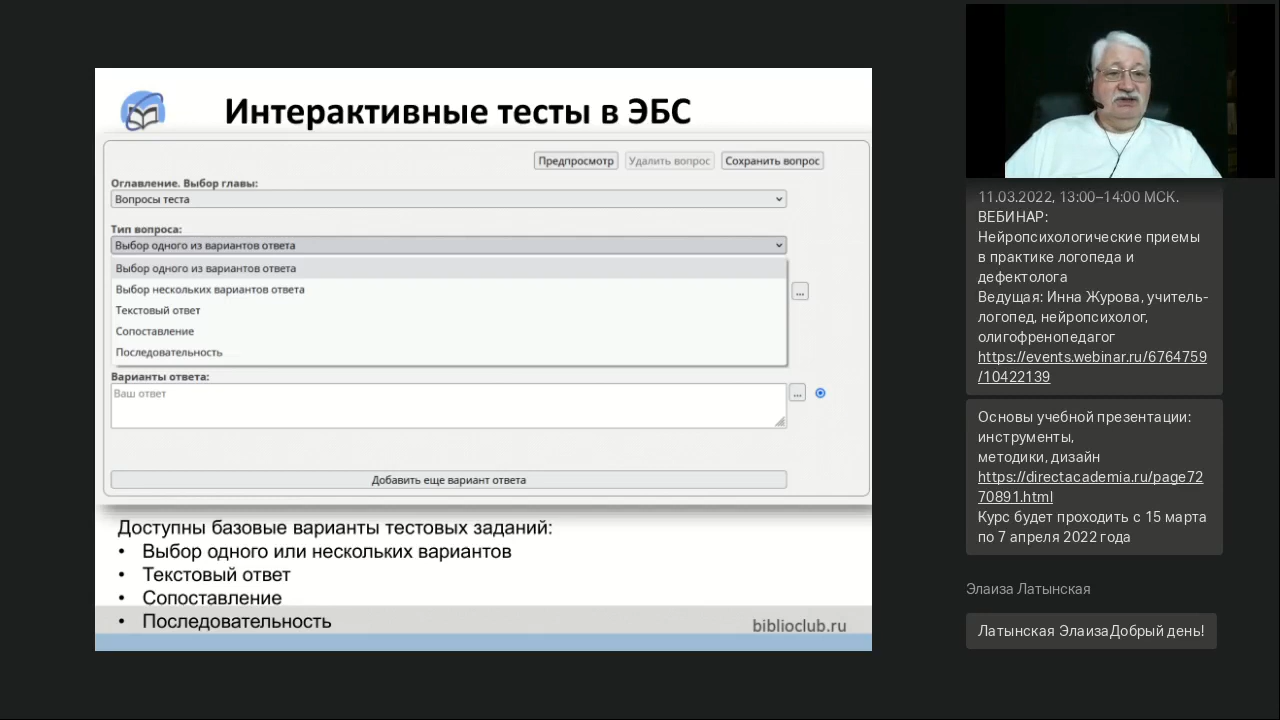 Интерактивные тесты в ЭБС
Предпросмотр
Удалить вопрос
Сохранить вопрос
Оглавление. Выбор главы:
Вопросы теста
Тип вопроса:
Выбор одного из вариантов ответа
Выбор одного из вариантов ответа
Выбор нескольких вариантов ответа
...
Текстовый ответ
Сопоставление
Последовательность
Варианты ответа:
Ваш ответ
...
Добавить еще вариант ответа
Доступны базовые варианты тестовых заданий:
• Выбор одного или нескольких вариантов
• Текстовый ответ
• Сопоставление
• Последовательность
biblioclub.ru
11.03.2022, 13:00–14:00 МСК.
ВЕБИНАР:
Нейропсихологические приемы
в практике логопеда и
дефектолога
Ведущая: Инна Журова, учитель-
логопед, нейропсихолог,
олигофренопедагог
https://events.webinar.ru/6764759
/10422139
Основы учебной презентации:
инструменты,
методики, дизайн
https://directacademia.ru/page72
70891.html
Курс будет проходить с 15 марта
по 7 апреля 2022 года
Элаиза Латынская
Латынская ЭлаизаДобрый день!